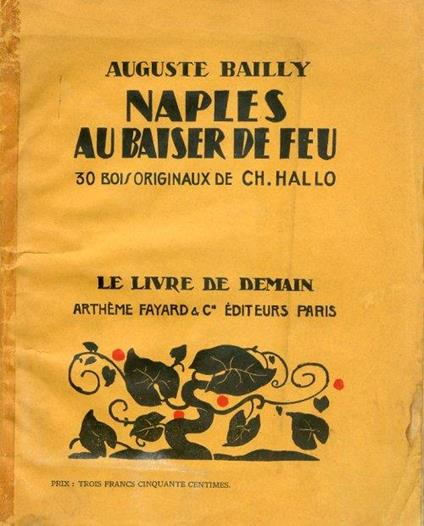 AUGUSTE BAILLY
NAPLES
AU BAISER DE FEU
30 BOIS ORIGINAUX DE CH. HALLO
LE LIVRE DE DEMAIN
ARTHÈME FAYARD & Cie ÉDITEURS PARIS
PRIX : TROIS FRANCS CINQUANTE CENTIMES.